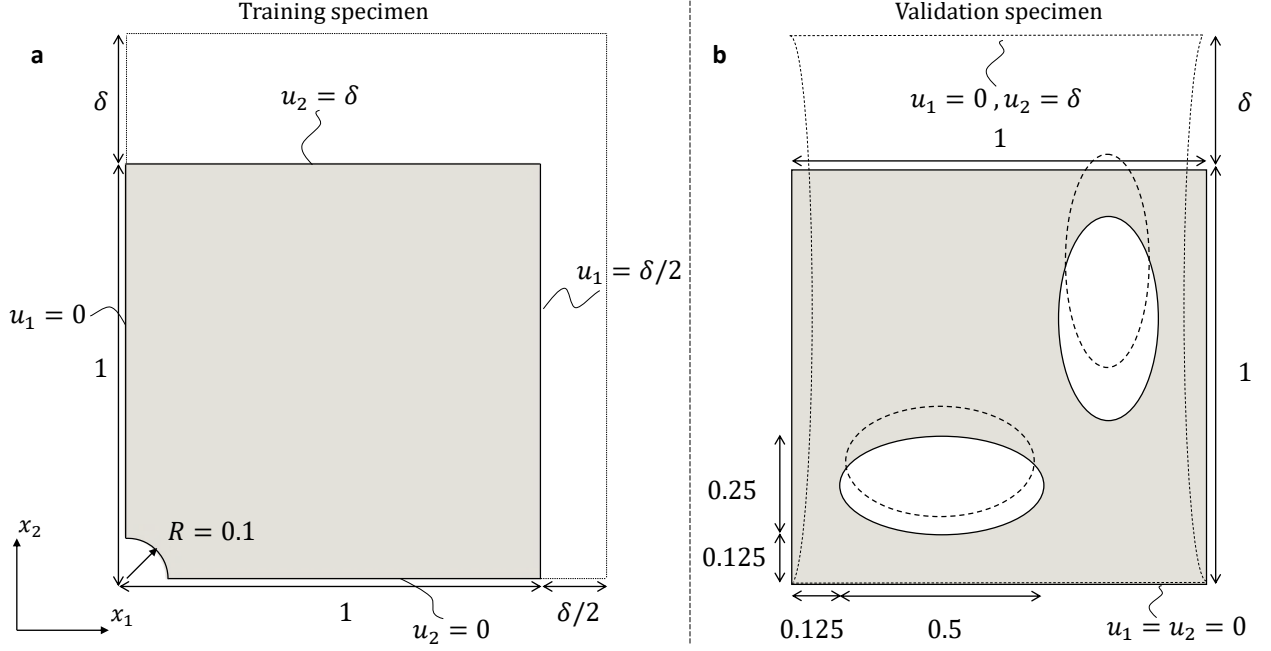 Training specimen
a
δ
u₂ = δ
u₁ = 0
1
u₁ = δ/2
R = 0.1
x₂
x₁
1
δ/2
u₂ = 0
Validation specimen
b
u₁ = 0 , u₂ = δ
δ
1
1
0.25
0.125
0.125
0.5
u₁ = u₂ = 0